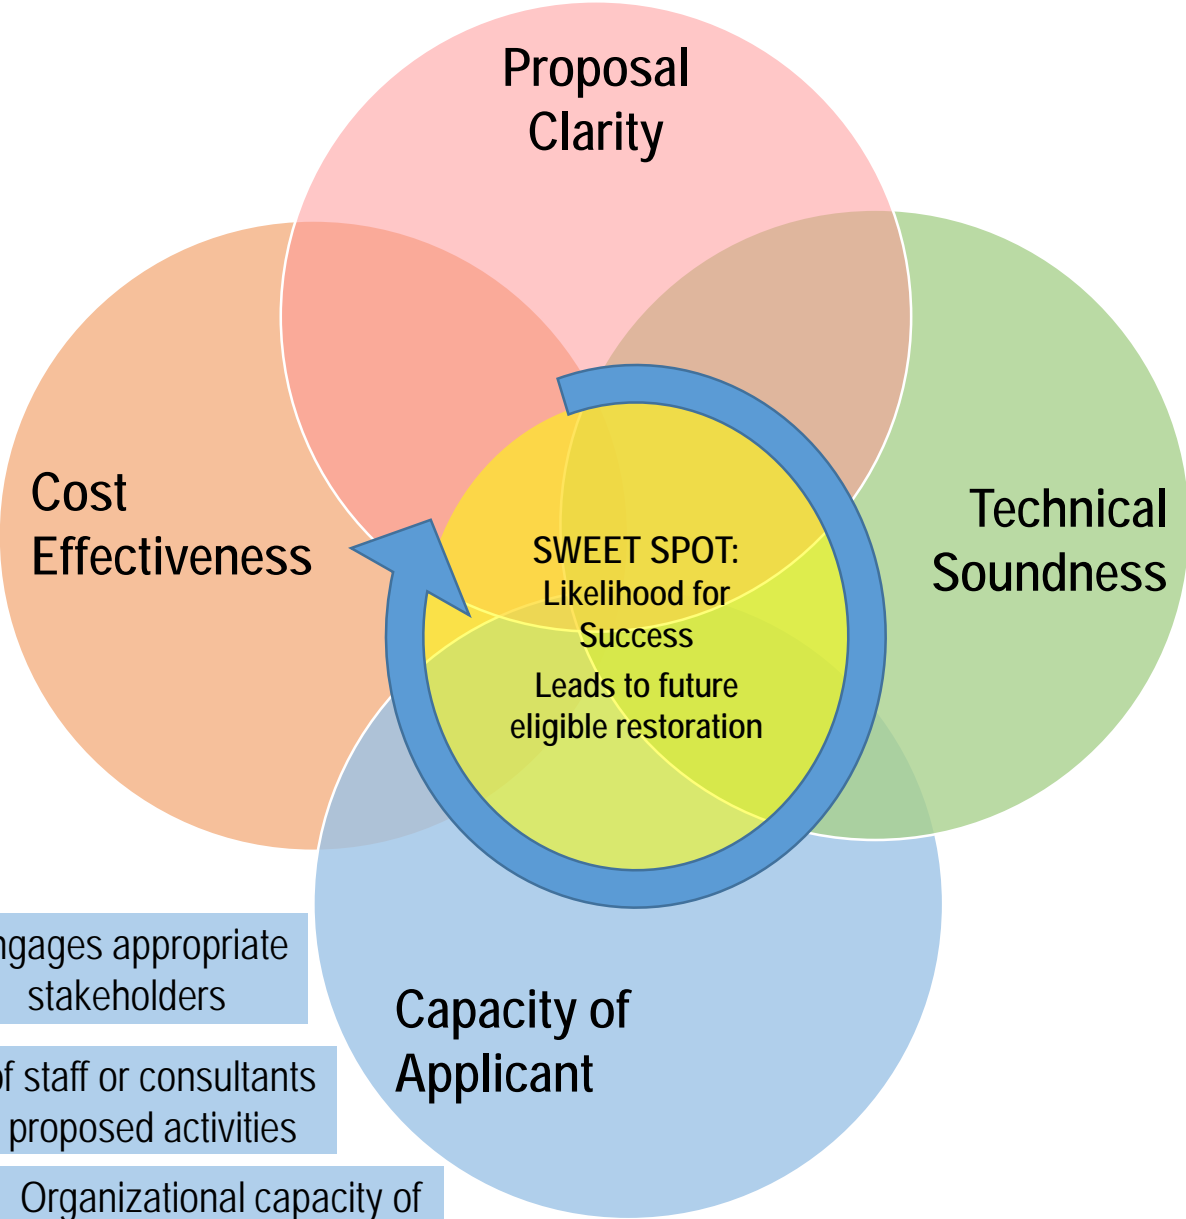 Proposal
Clarity
Cost
Effectiveness
Technical
Soundness
SWEET SPOT:
Likelihood for
Success
Leads to future
eligible restoration
Capacity of
Applicant
ngages appropriate
stakeholders
of staff or consultants
proposed activities
Organizational capacity of